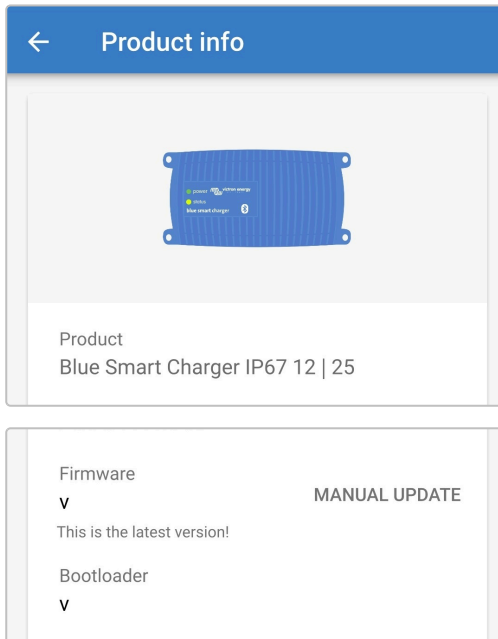 Product info
power victron energy
status
blue smart charger
Product
Blue Smart Charger IP67 12 | 25
Firmware
v
MANUAL UPDATE
This is the latest version!
Bootloader
v